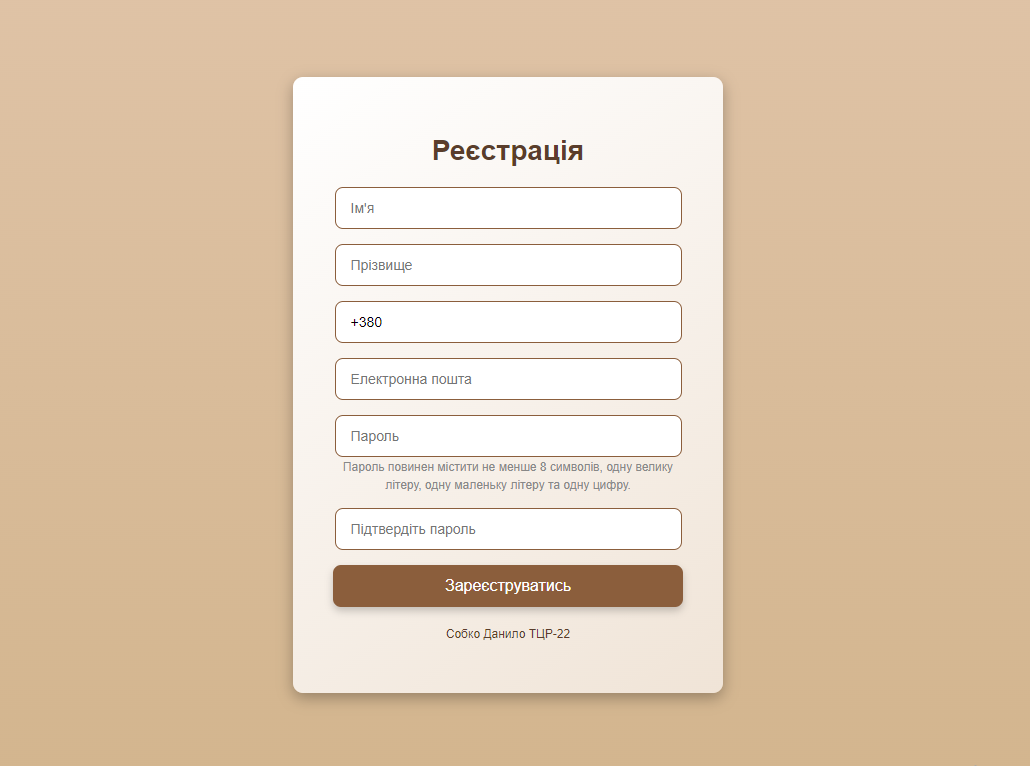 Реєстрація
Ім'я
Прізвище
+380
Електронна пошта
Пароль
Пароль повинен містити не менше 8 символів, одну велику
літеру, одну маленьку літеру та одну цифру.
Підтвердіть пароль
Зареєструватись
Собко Данило ТЦР-22